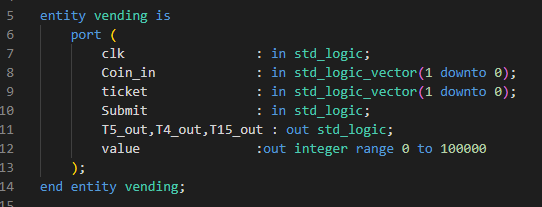 5 entity vending is
6 port (
7 clk : in std_logic;
8 Coin_in : in std_logic_vector(1 downto 0);
9 ticket : in std_logic_vector(1 downto 0);
10 Submit : in std_logic;
11 T5_out,T4_out,T15_out : out std_logic;
12 value :out integer range 0 to 100000
13 );
14 end entity vending;